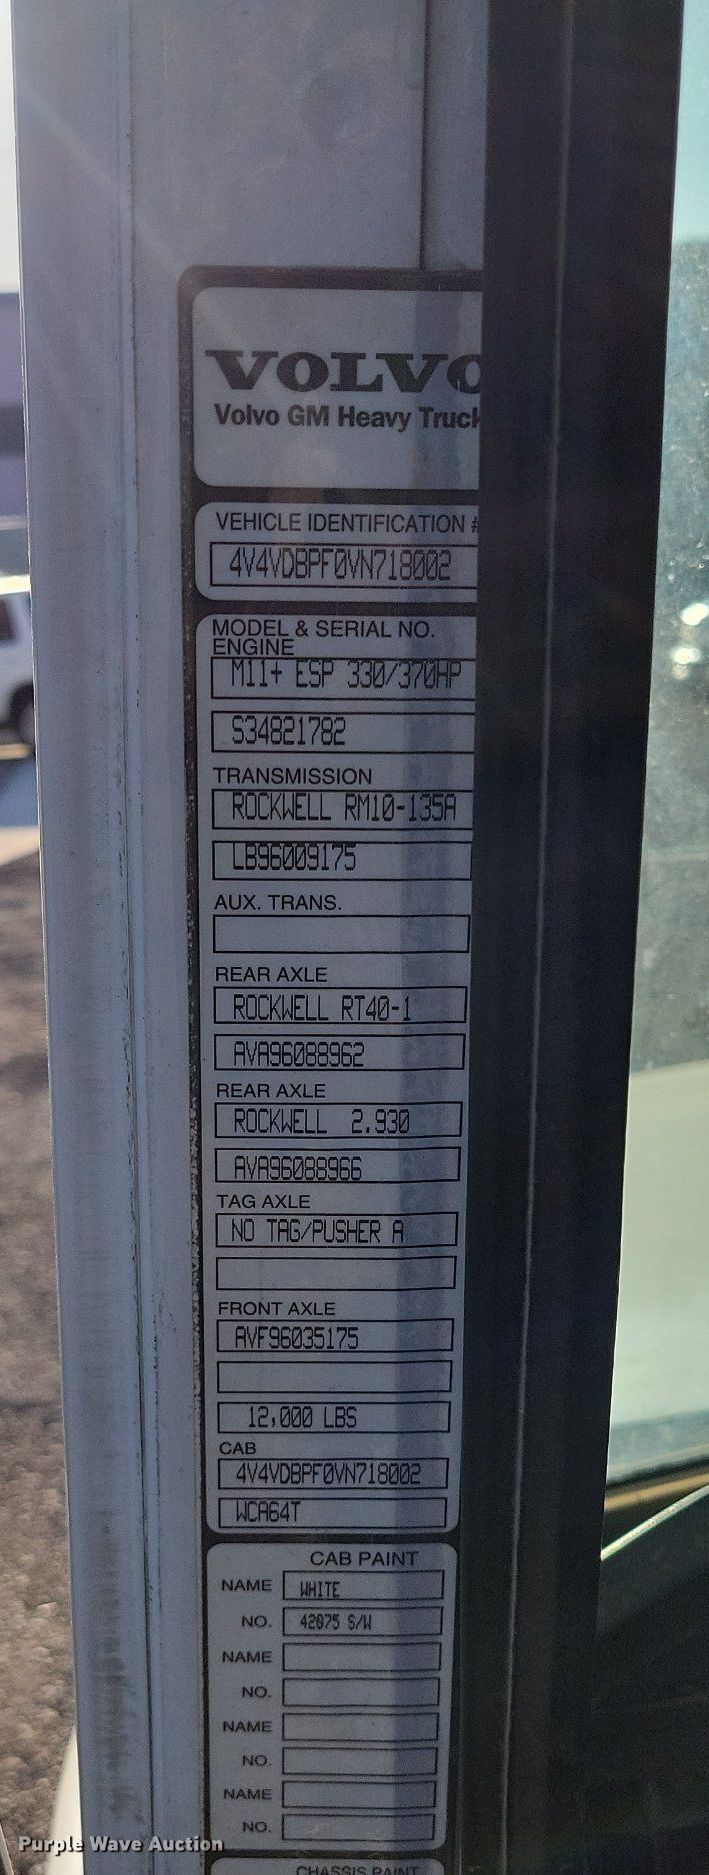 VOLVO
Volvo GM Heavy Truck
VEHICLE IDENTIFICATION #
4V4VDBPF0VN718002
MODEL & SERIAL NO.
ENGINE
M11+ ESP 330/370HP
S34821782
TRANSMISSION
ROCKWELL RM10-135A
LB96009175
AUX. TRANS.
REAR AXLE
ROCKWELL RT40-1
AVA96088962
REAR AXLE
ROCKWELL 2.930
AVA96088966
TAG AXLE
NO TAG/PUSHER A
FRONT AXLE
AVF96035175
12,000 LBS
CAB
4V4VDBPF0VN718002
WCA64T
CAB PAINT
NAME WHITE
NO. 42075 S/W
NAME
NO.
NAME
NO.
NAME
NO.
CHASSIS PAINT
Purple Wave Auction